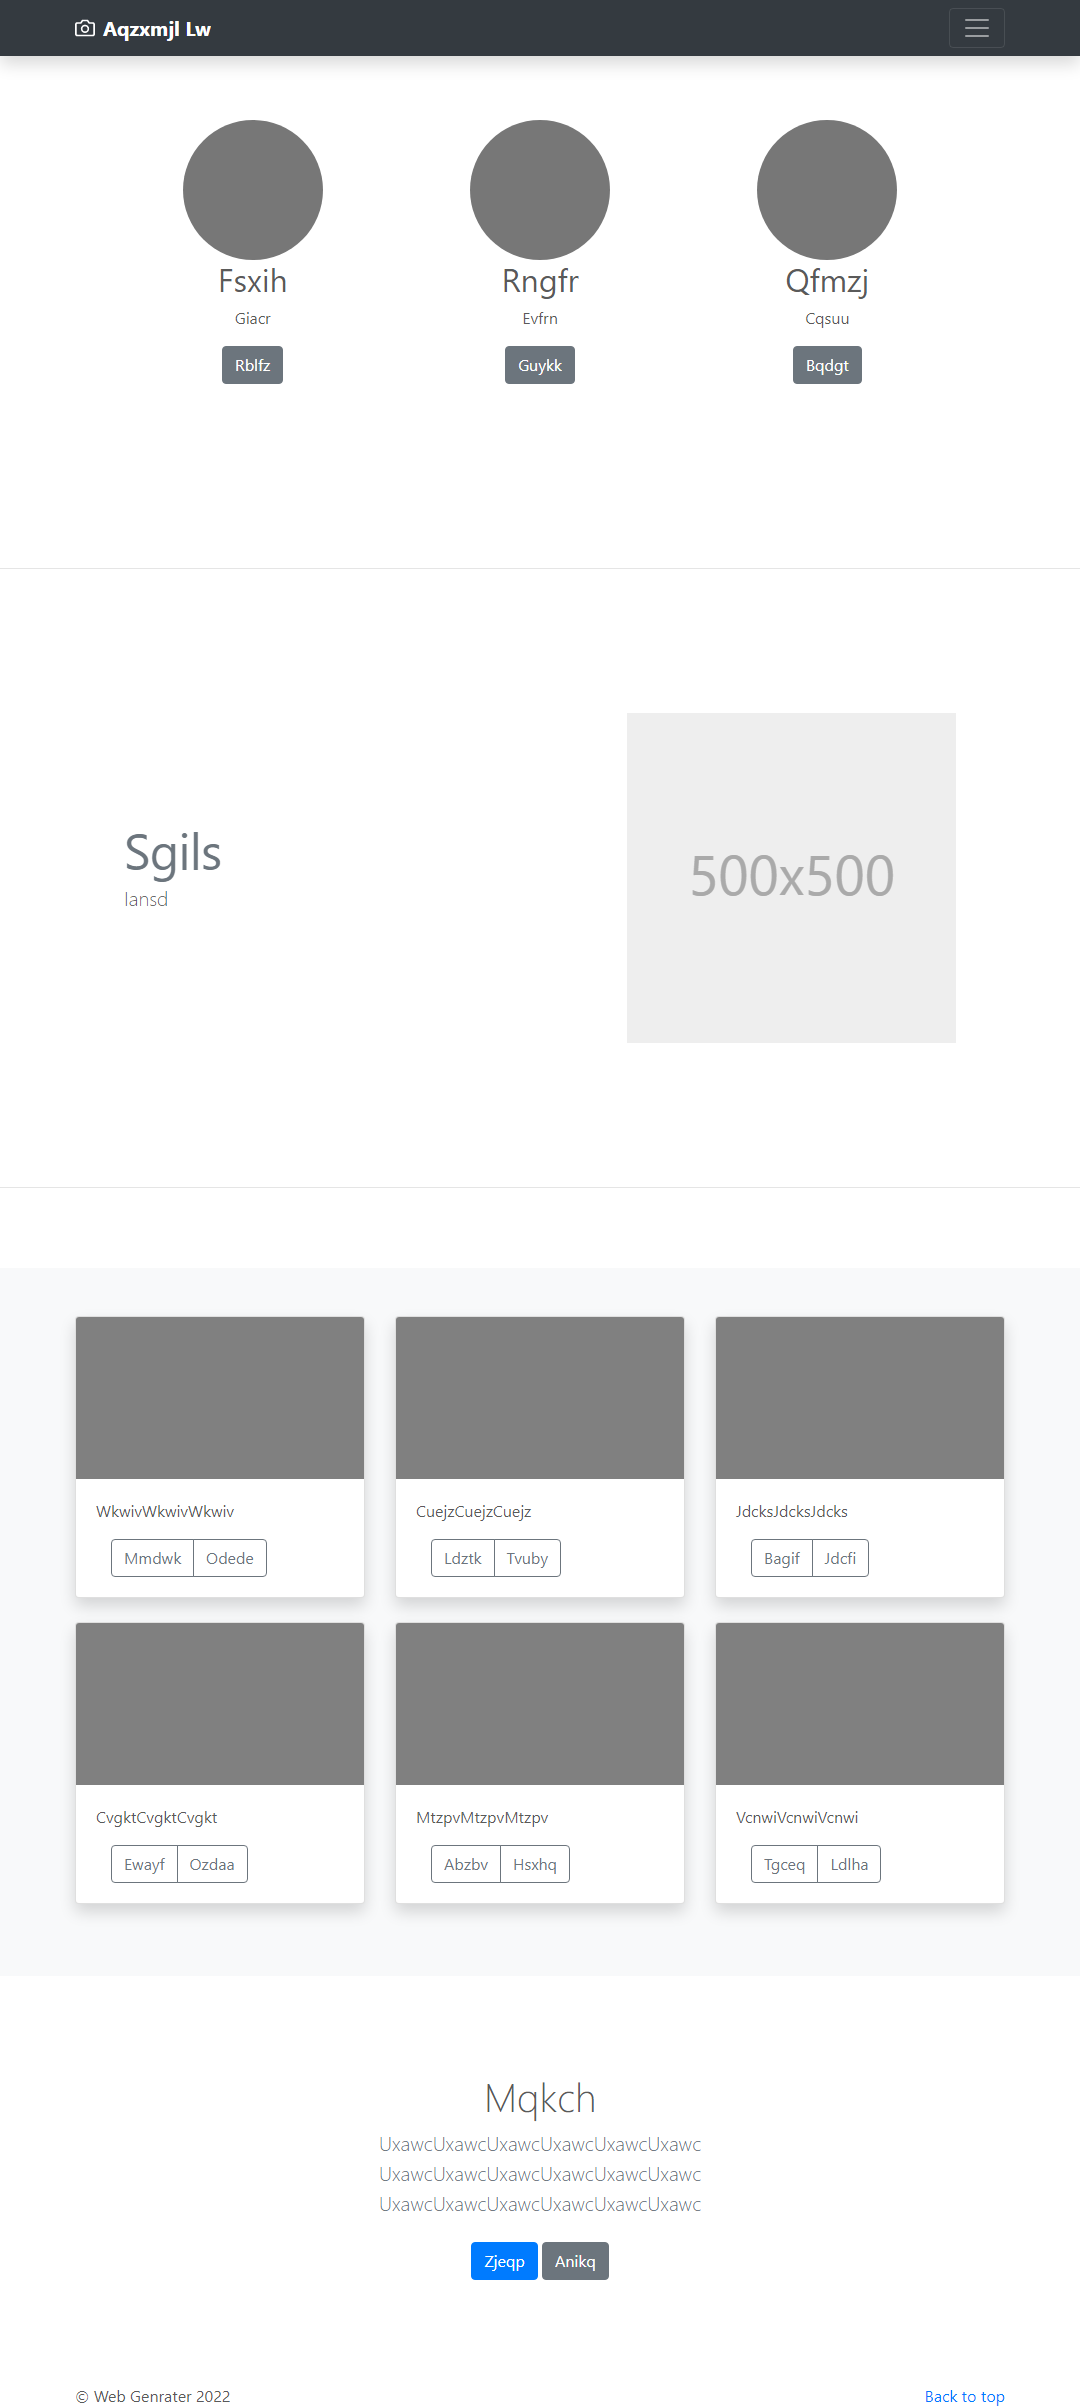 Aqzxmjl Lw
Fsxih
Giacr
Rblfz
Rngfr
Evfrn
Guykk
Qfmzj
Cqsuu
Bqdgt
Sgils
500x500
WkwivWkwivWkwiv
Mmdwk Odede
CuejzCuejzCuejz
Ldztk Tvuby
JdcksJdcksJdcks
Bagif Jdcfi
CvgktCvgktCvgkt
Ewayf Ozdaa
MtzpvMtzpvMtzpv
Abzbv Hsxhq
VcnwiVcnwiVcnwi
Tgceq Ldlha
Mqkch
UxawcUxawcUxawcUxawcUxawcUxawc
UxawcUxawcUxawcUxawcUxawcUxawc
UxawcUxawcUxawcUxawcUxawcUxawc
Zjeqp Anikq
© Web Genrater 2022
Back to top